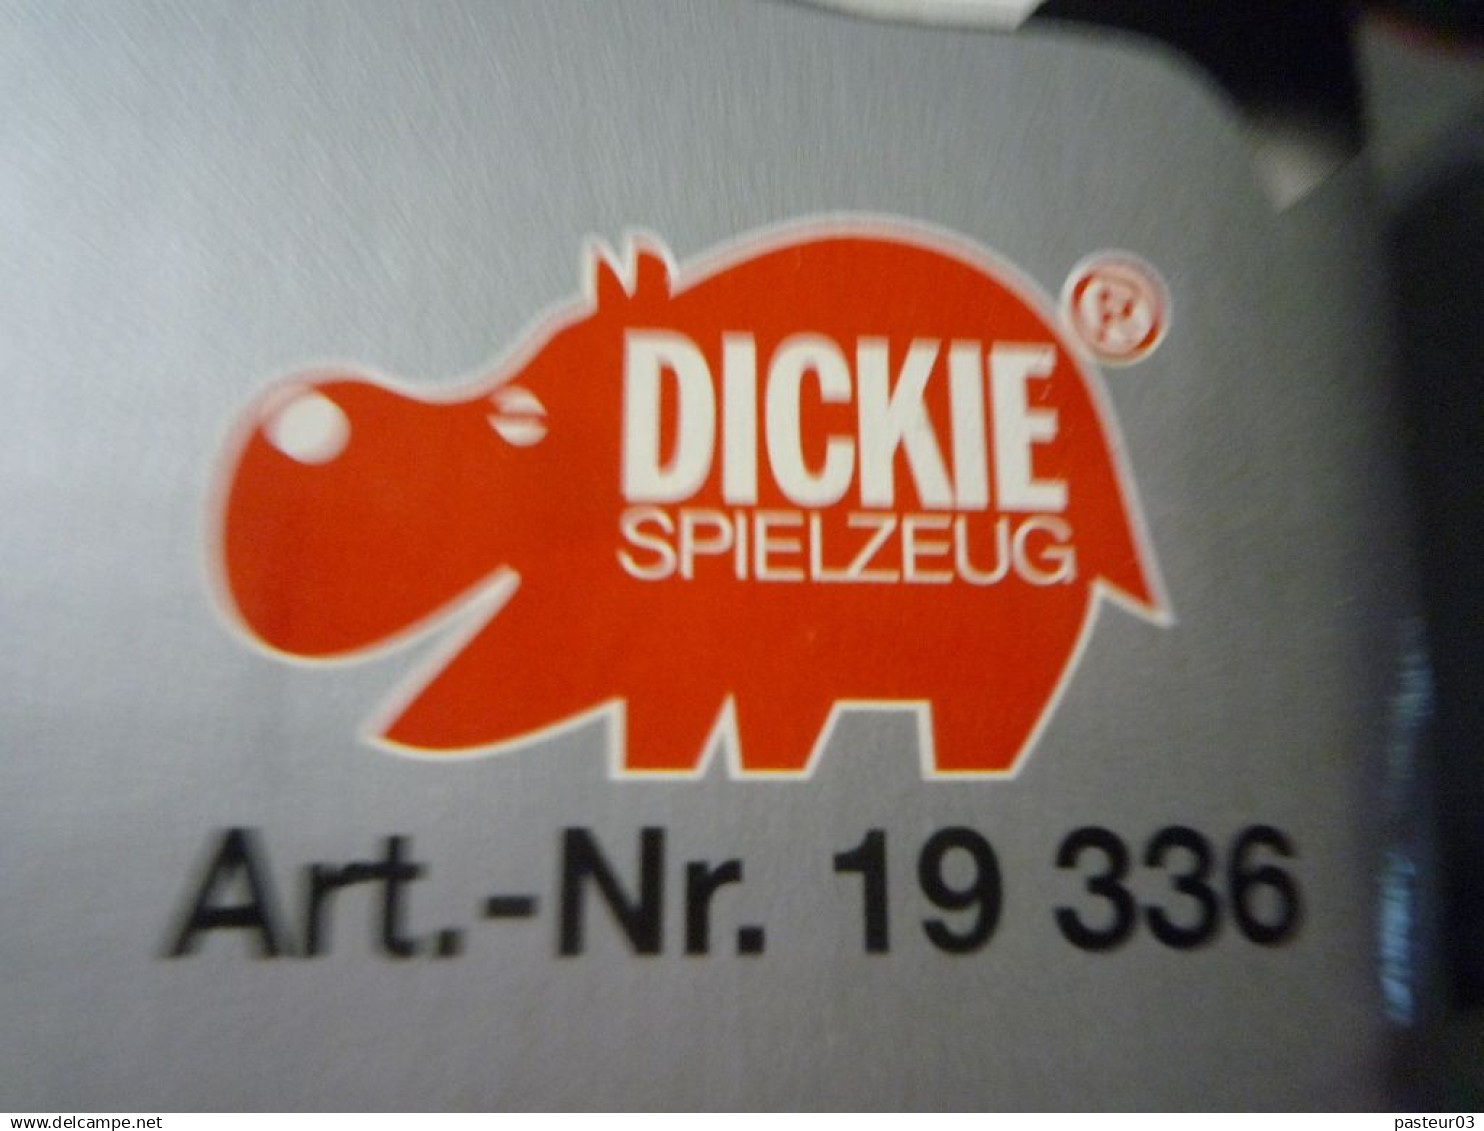 DICKIE ®
SPIELZEUG
Art.-Nr. 19 336
www.delcampe.net
pasteur03